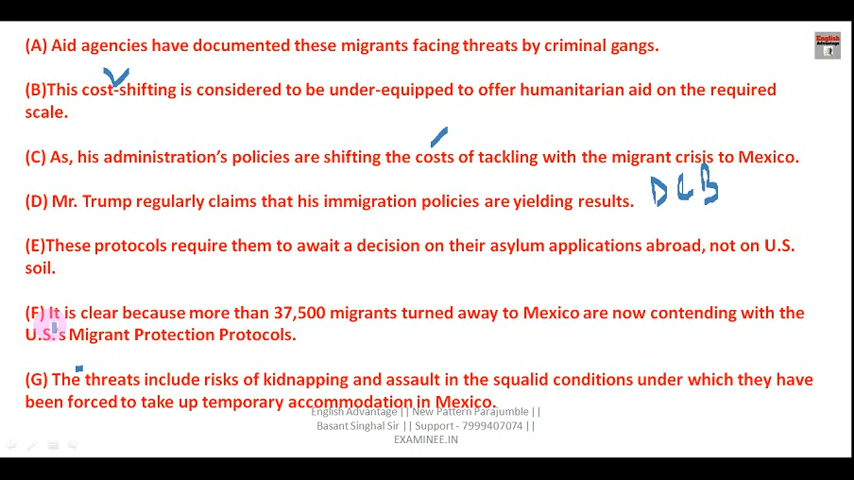 English
Advantage
(A) Aid agencies have documented these migrants facing threats by criminal gangs.
(B)This cost-shifting is considered to be under-equipped to offer humanitarian aid on the required
scale.
(C) As, his administration's policies are shifting the costs of tackling with the migrant crisis to Mexico.
(D) Mr. Trump regularly claims that his immigration policies are yielding results.
D C B
(E)These protocols require them to await a decision on their asylum applications abroad, not on U.S.
soil.
(F) It is clear because more than 37,500 migrants turned away to Mexico are now contending with the
U.S.'s Migrant Protection Protocols.
(G) The threats include risks of kidnapping and assault in the squalid conditions under which they have
been forced to take up temporary accommodation in Mexico.
English Advantage || New Pattern Parajumble ||
Basant Singhal Sir || Support - 7999407074 ||
EXAMINEE.IN